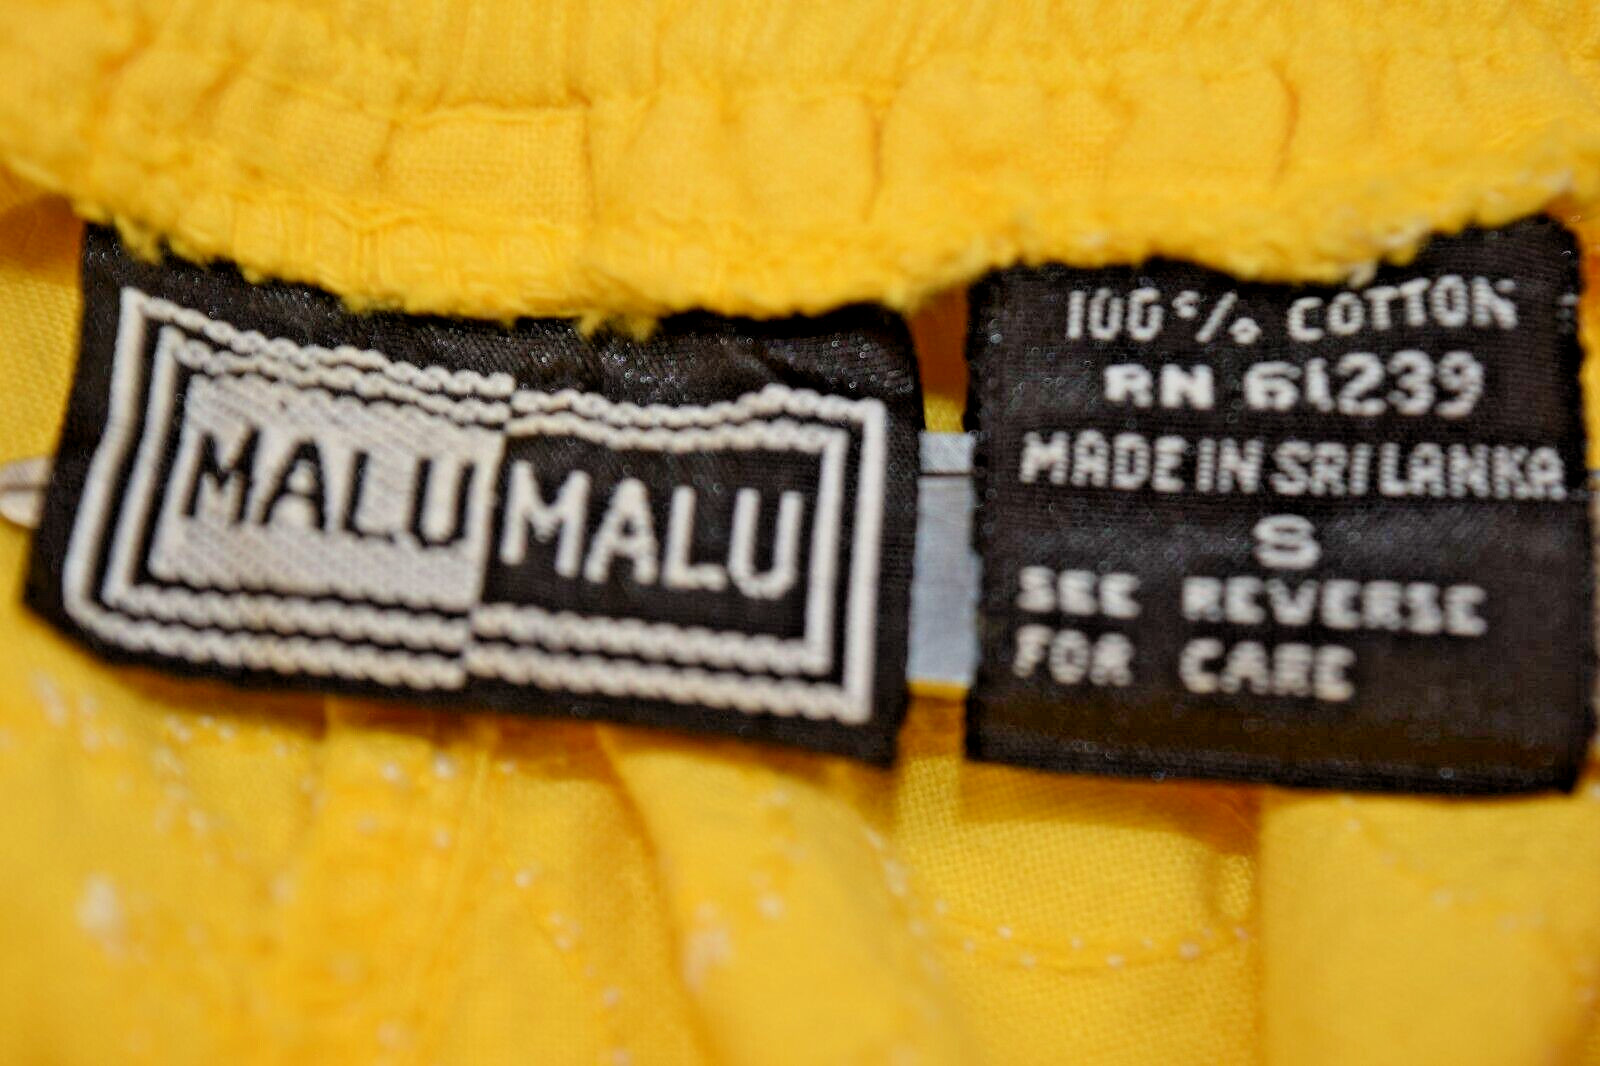 MALU MALU
100% COTTON
RN 61239
MADE IN SRI LANKA
S
SEE REVERSE
FOR CARE